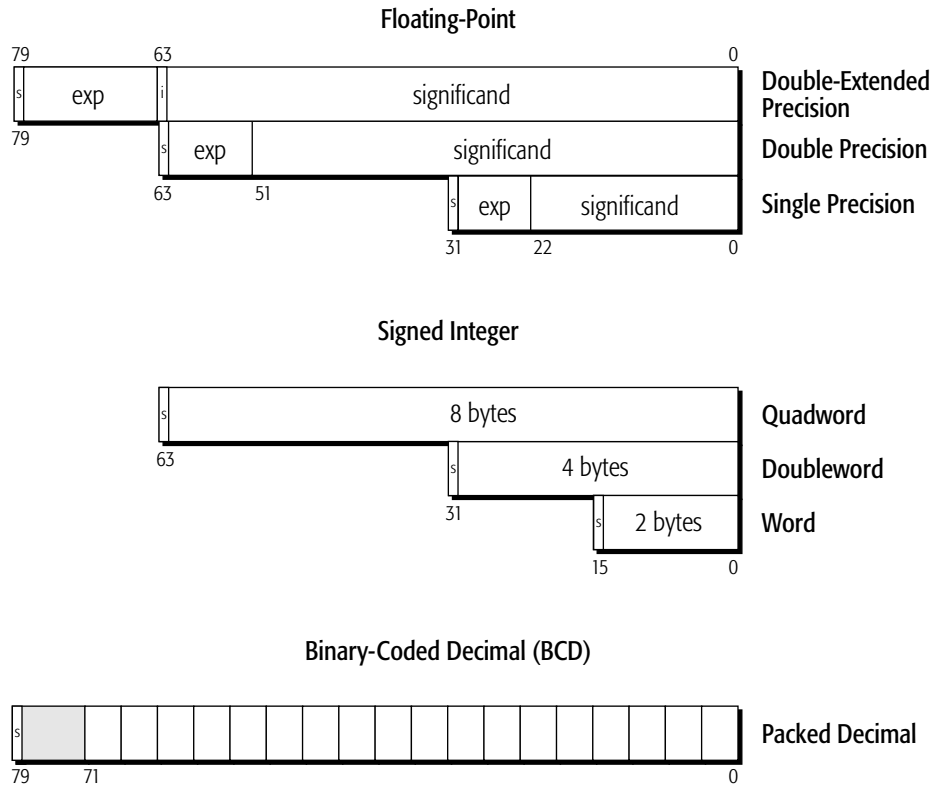 Floating-Point
79 63 0
s exp i significand Double-Extended
Precision
79
s exp significand Double Precision
63 51
s exp significand Single Precision
31 22 0
Signed Integer
s 8 bytes Quadword
63
s 4 bytes Doubleword
31
s 2 bytes Word
15 0
Binary-Coded Decimal (BCD)
s Packed Decimal
79 71 0